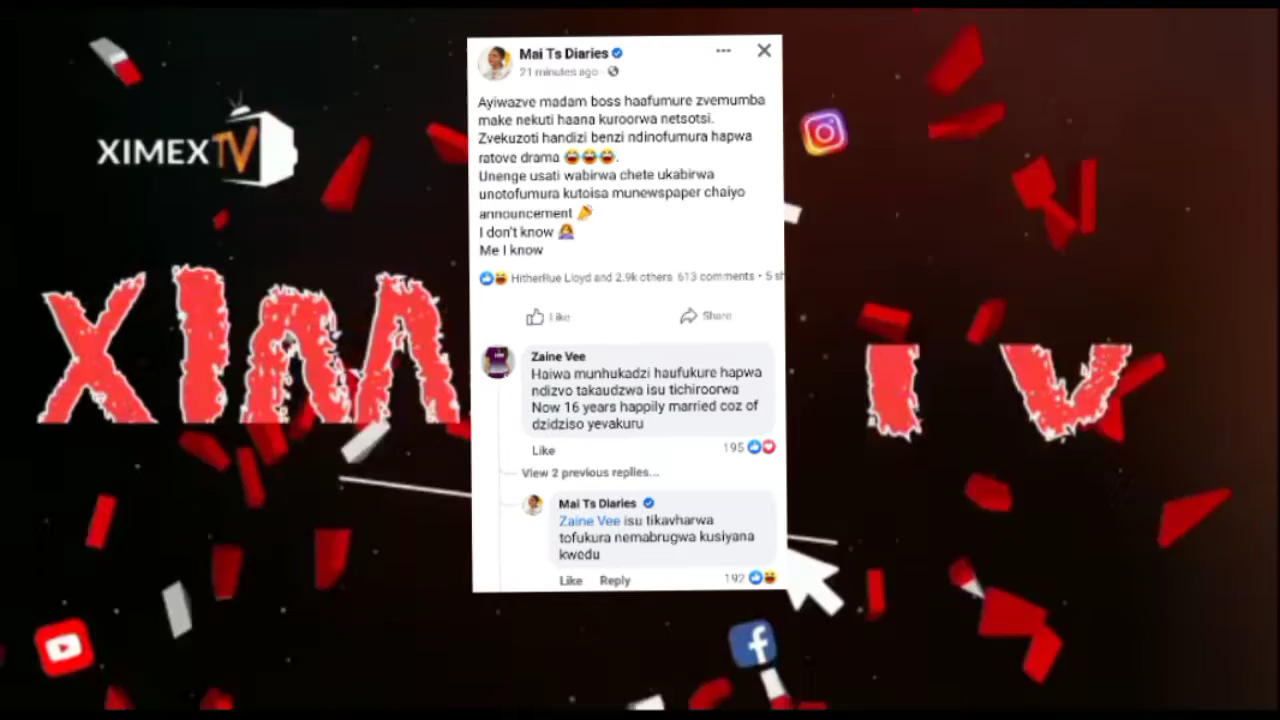 XIMEXTV
XIM
TV
Mai Ts Diaries
21 minutes ago
Ayiwazve madam boss haafumure zvemumba
make nekuti haana kuroorwa netsotsi.
Zvekuzoti handizi benzi ndinofumura hapwa
ratove drama 😂😂😂.
Unenge usati wabirwa chete ukabirwa
unotofumura kutoisa munewspaper chaiyo
announcement 🎉
I don't know 🤷‍♀️
Me I know
HitherRue Lloyd and 2.9k others 613 comments · 5 sh
Like Share
Zaine Vee
Haiwa munhukadzi haufukure hapwa
ndizvo takaudzwa isu tichiroorwa
Now 16 years happily married coz of
dzidziso yevakuru
Like 195
View 2 previous replies...
Mai Ts Diaries
Zaine Vee isu tikavharwa
tofukura nemabrugwa kusiyana
kwedu
Like Reply 192